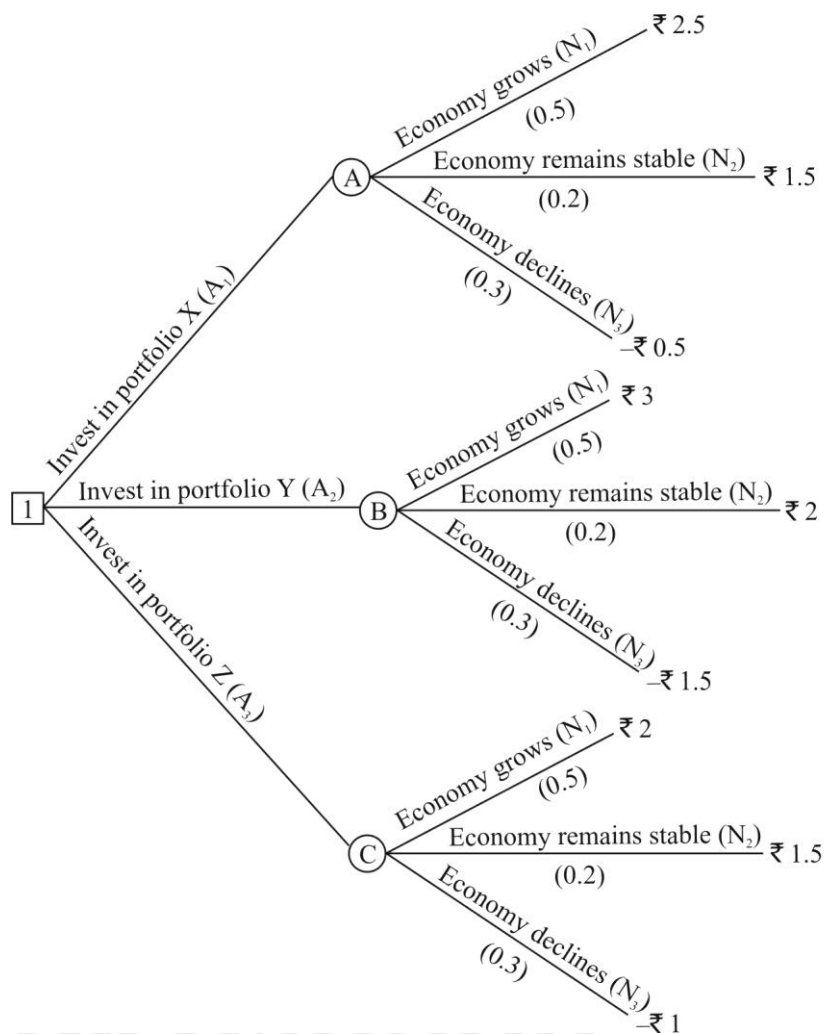 ₹ 2.5
Economy grows (N₁)
(0.5)
Economy remains stable (N₂)
₹ 1.5
A
(0.2)
Economy declines (N₃)
(0.3)
–₹ 0.5
Invest in portfolio X (A₁)
₹ 3
Economy grows (N₁)
(0.5)
1
Invest in portfolio Y (A₂)
B
Economy remains stable (N₂)
₹ 2
(0.2)
Economy declines (N₃)
(0.3)
–₹ 1.5
Invest in portfolio Z (A₃)
₹ 2
Economy grows (N₁)
(0.5)
C
Economy remains stable (N₂)
₹ 1.5
(0.2)
Economy declines (N₃)
(0.3)
–₹ 1